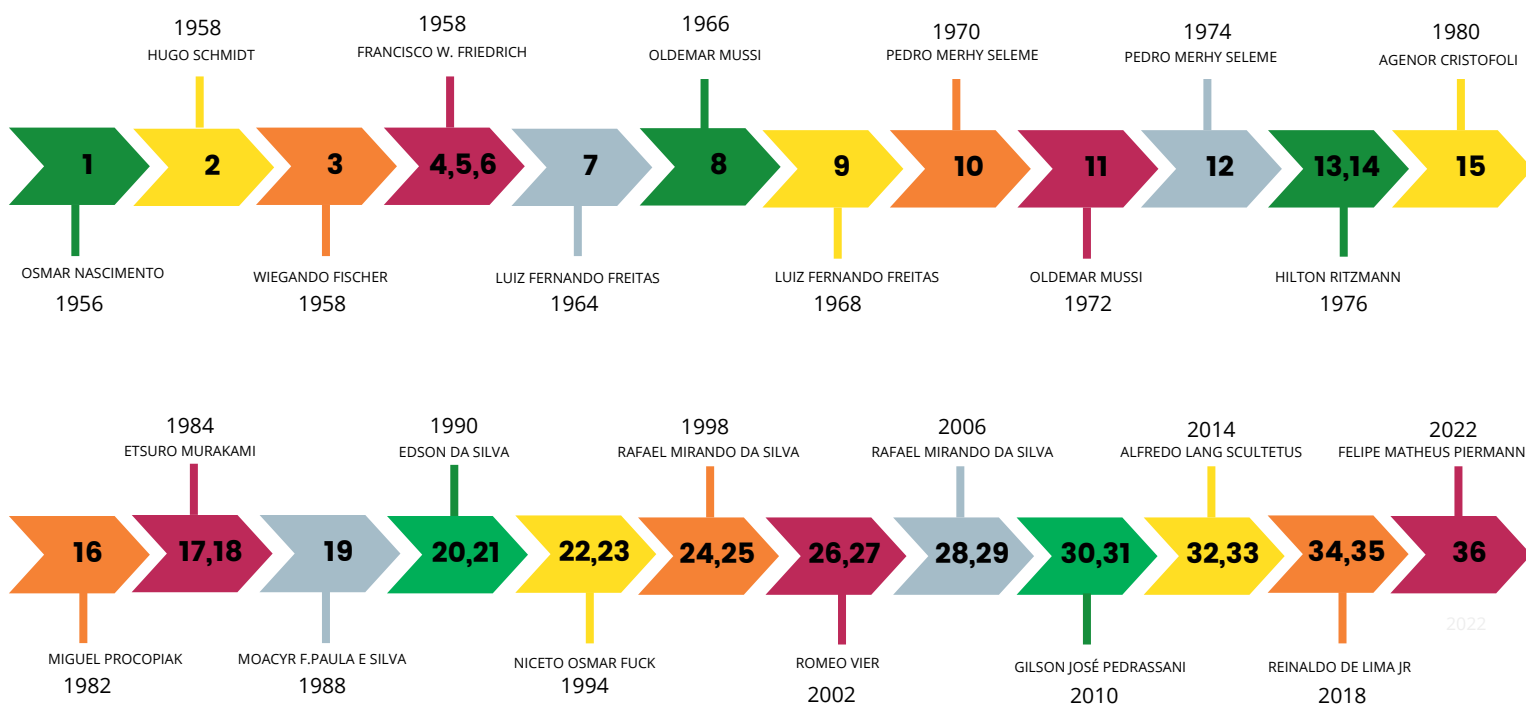 1958
HUGO SCHMIDT
1958
FRANCISCO W. FRIEDRICH
1966
OLDEMAR MUSSI
1970
PEDRO MERHY SELEME
1974
PEDRO MERHY SELEME
1980
AGENOR CRISTOFOLI
1
2
3
4,5,6
7
8
9
10
11
12
13,14
15
OSMAR NASCIMENTO
1956
WIEGANDO FISCHER
1958
LUIZ FERNANDO FREITAS
1964
LUIZ FERNANDO FREITAS
1968
OLDEMAR MUSSI
1972
HILTON RITZMANN
1976
1984
ETSURO MURAKAMI
1990
EDSON DA SILVA
1998
RAFAEL MIRANDO DA SILVA
2006
RAFAEL MIRANDO DA SILVA
2014
ALFREDO LANG SCULTETUS
2022
FELIPE MATHEUS PIERMANN
16
17,18
19
20,21
22,23
24,25
26,27
28,29
30,31
32,33
34,35
36
2022
MIGUEL PROCOPIAK
1982
MOACYR F.PAULA E SILVA
1988
NICETO OSMAR FUCK
1994
ROMEO VIER
2002
GILSON JOSÉ PEDRASSANI
2010
REINALDO DE LIMA JR
2018